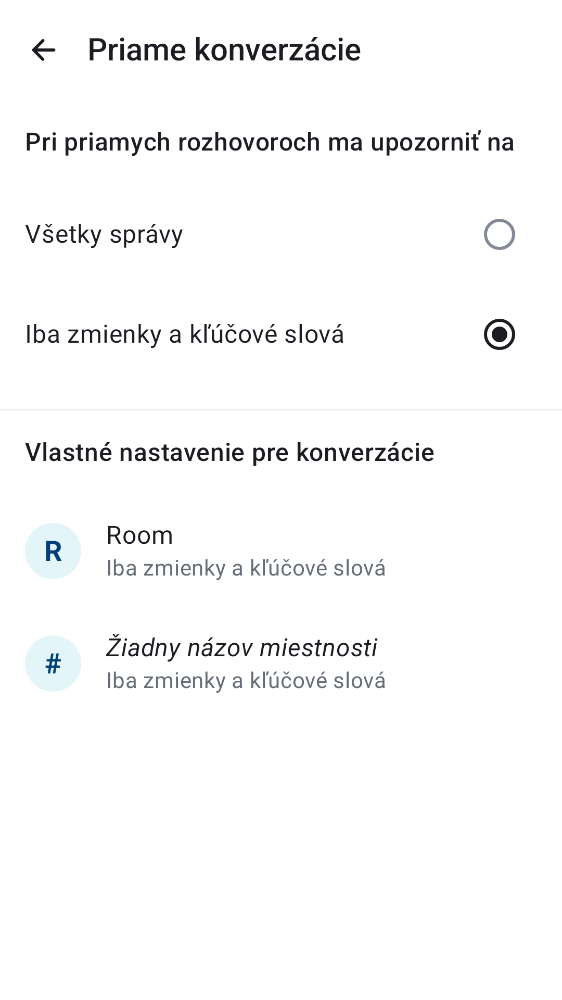 Priame konverzácie
Pri priamych rozhovoroch ma upozorniť na
Všetky správy
Iba zmienky a kľúčové slová
Vlastné nastavenie pre konverzácie
R
Room
Iba zmienky a kľúčové slová
#
Žiadny názov miestnosti
Iba zmienky a kľúčové slová